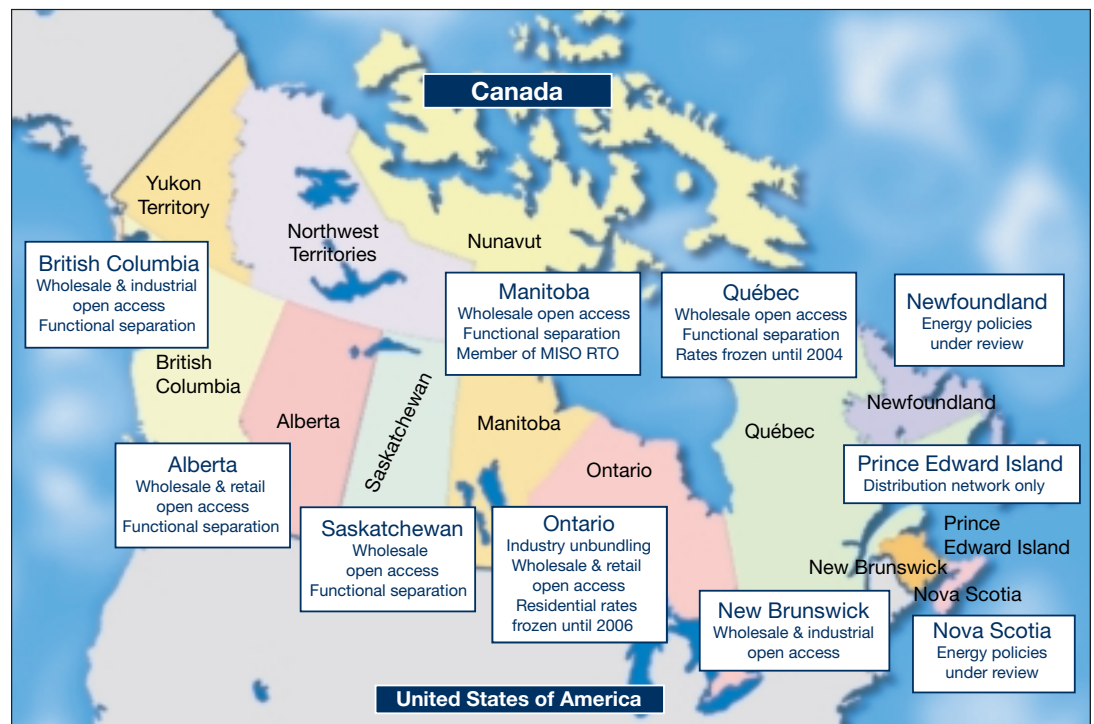 Canada
Yukon
Territory
Northwest
Territories
Nunavut
British Columbia
Wholesale & industrial
open access
Functional separation
Manitoba
Wholesale open access
Functional separation
Member of MISO RTO
Québec
Wholesale open access
Functional separation
Rates frozen until 2004
Newfoundland
Energy policies
under review
British
Columbia
Alberta
Saskatchewan
Manitoba
Ontario
Québec
Newfoundland
Alberta
Wholesale & retail
open access
Functional separation
Saskatchewan
Wholesale
open access
Functional separation
Ontario
Industry unbundling
Wholesale & retail
open access
Residential rates
frozen until 2006
Prince Edward Island
Distribution network only
Prince
Edward Island
New Brunswick
Nova Scotia
New Brunswick
Wholesale & industrial
open access
Nova Scotia
Energy policies
under review
United States of America